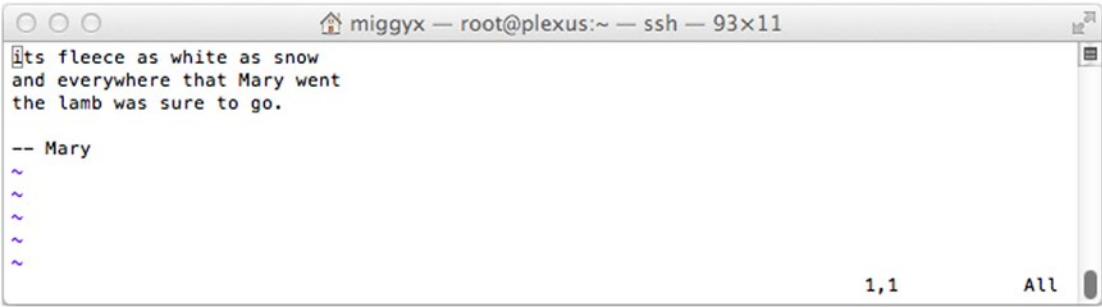 miggyx — root@plexus:~ — ssh — 93×11
its fleece as white as snow
and everywhere that Mary went
the lamb was sure to go.

-- Mary
~
~
~
~
~
1,1 All